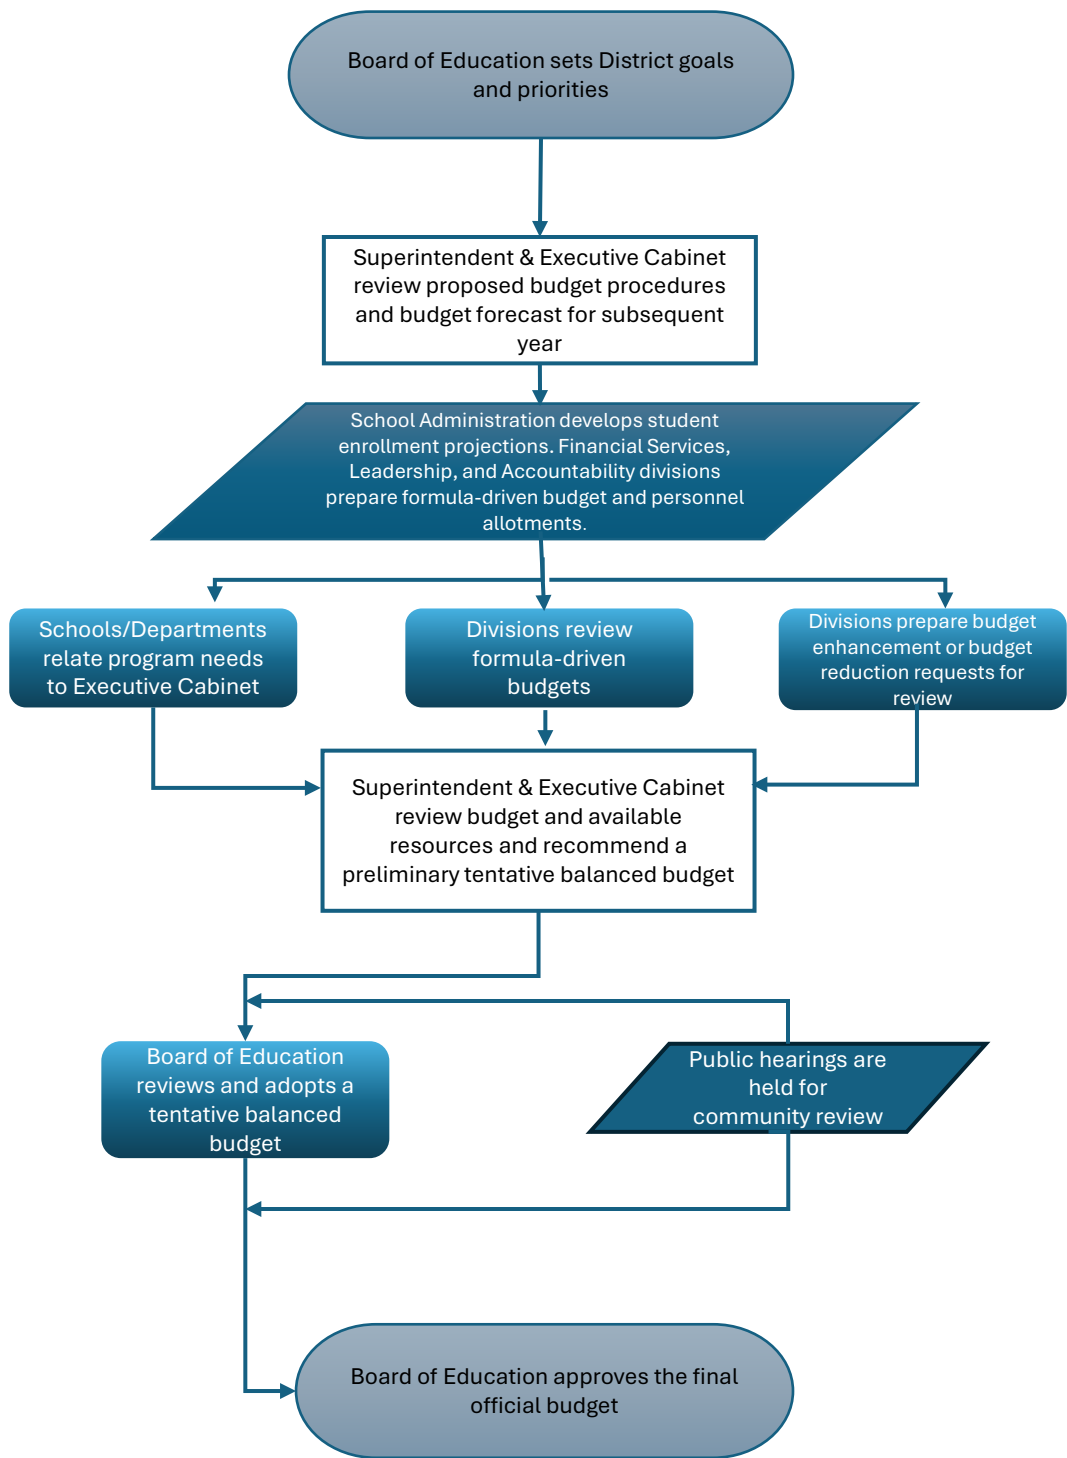 Board of Education sets District goals
and priorities
Superintendent & Executive Cabinet
review proposed budget procedures
and budget forecast for subsequent
year
School Administration develops student
enrollment projections. Financial Services,
Leadership, and Accountability divisions
prepare formula-driven budget and personnel
allotments.
Schools/Departments
relate program needs
to Executive Cabinet
Divisions review
formula-driven
budgets
Divisions prepare budget
enhancement or budget
reduction requests for
review
Superintendent & Executive Cabinet
review budget and available
resources and recommend a
preliminary tentative balanced budget
Board of Education
reviews and adopts a
tentative balanced
budget
Public hearings are
held for
community review
Board of Education approves the final
official budget